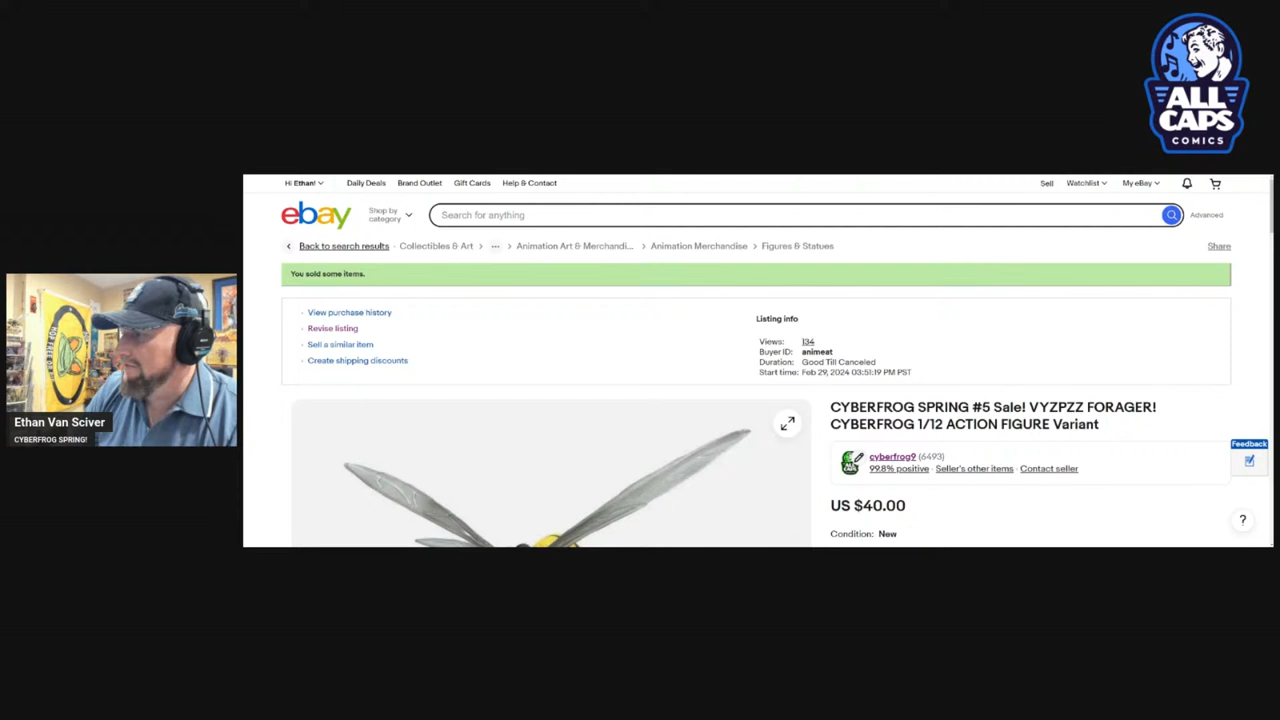 ALL
CAPS
COMICS
Hi Ethan!
Daily Deals
Brand Outlet
Gift Cards
Help & Contact
Sell
Watchlist
My eBay
ebay
Shop by
category
Search for anything
Advanced
Back to search results
Collectibles & Art
Animation Art & Merchandi...
Animation Merchandise
Figures & Statues
Share
You sold some items.
View purchase history
Revise listing
Sell a similar item
Create shipping discounts
Listing info
Views: 134
Buyer ID: animeat
Duration: Good Till Canceled
Start time: Feb 29, 2024 03:51:19 PM PST
CYBERFROG SPRING #5 Sale! VYZPZZ FORAGER!
CYBERFROG 1/12 ACTION FIGURE Variant
cyberfrog9 (6493)
99.8% positive · Seller's other items · Contact seller
Feedback
US $40.00
Condition: New
?
Ethan Van Sciver
CYBERFROG SPRING!